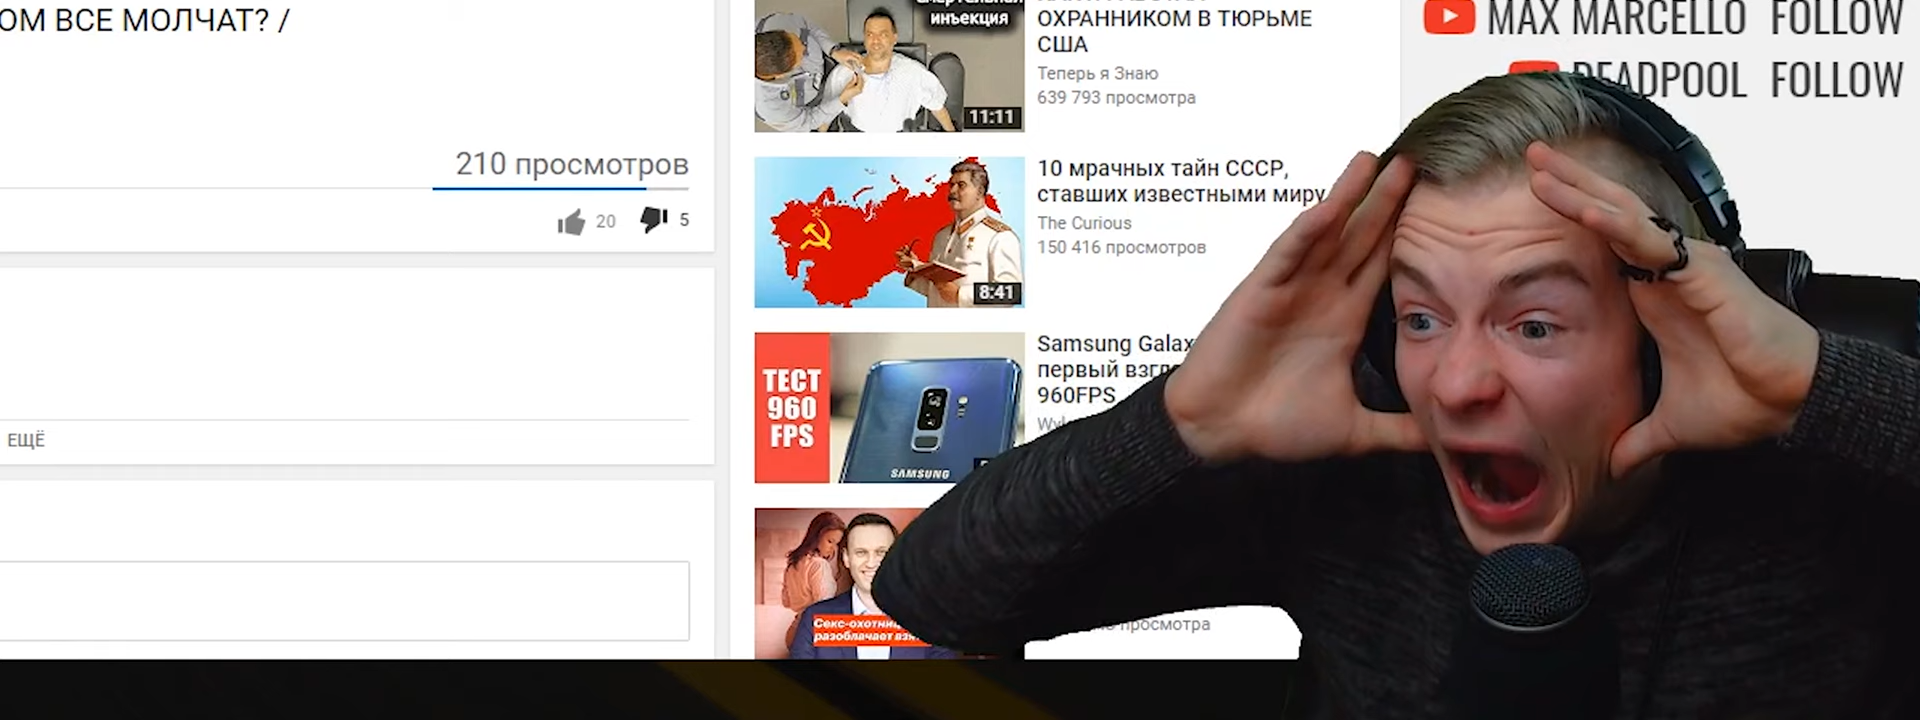 ОМ ВСЕ МОЛЧАТ? /
210 просмотров
20
5
ЕЩЁ
инъекция
11:11
ОХРАННИКОМ В ТЮРЬМЕ
США
Теперь я Знаю
639 793 просмотра
8:41
10 мрачных тайн СССР,
ставших известными миру
The Curious
150 416 просмотров
ТЕСТ
960
FPS
SAMSUNG
Samsung Galax
первый
960FPS
просмотра
MAX MARCELLO FOLLOW
DEADPOOL FOLLOW